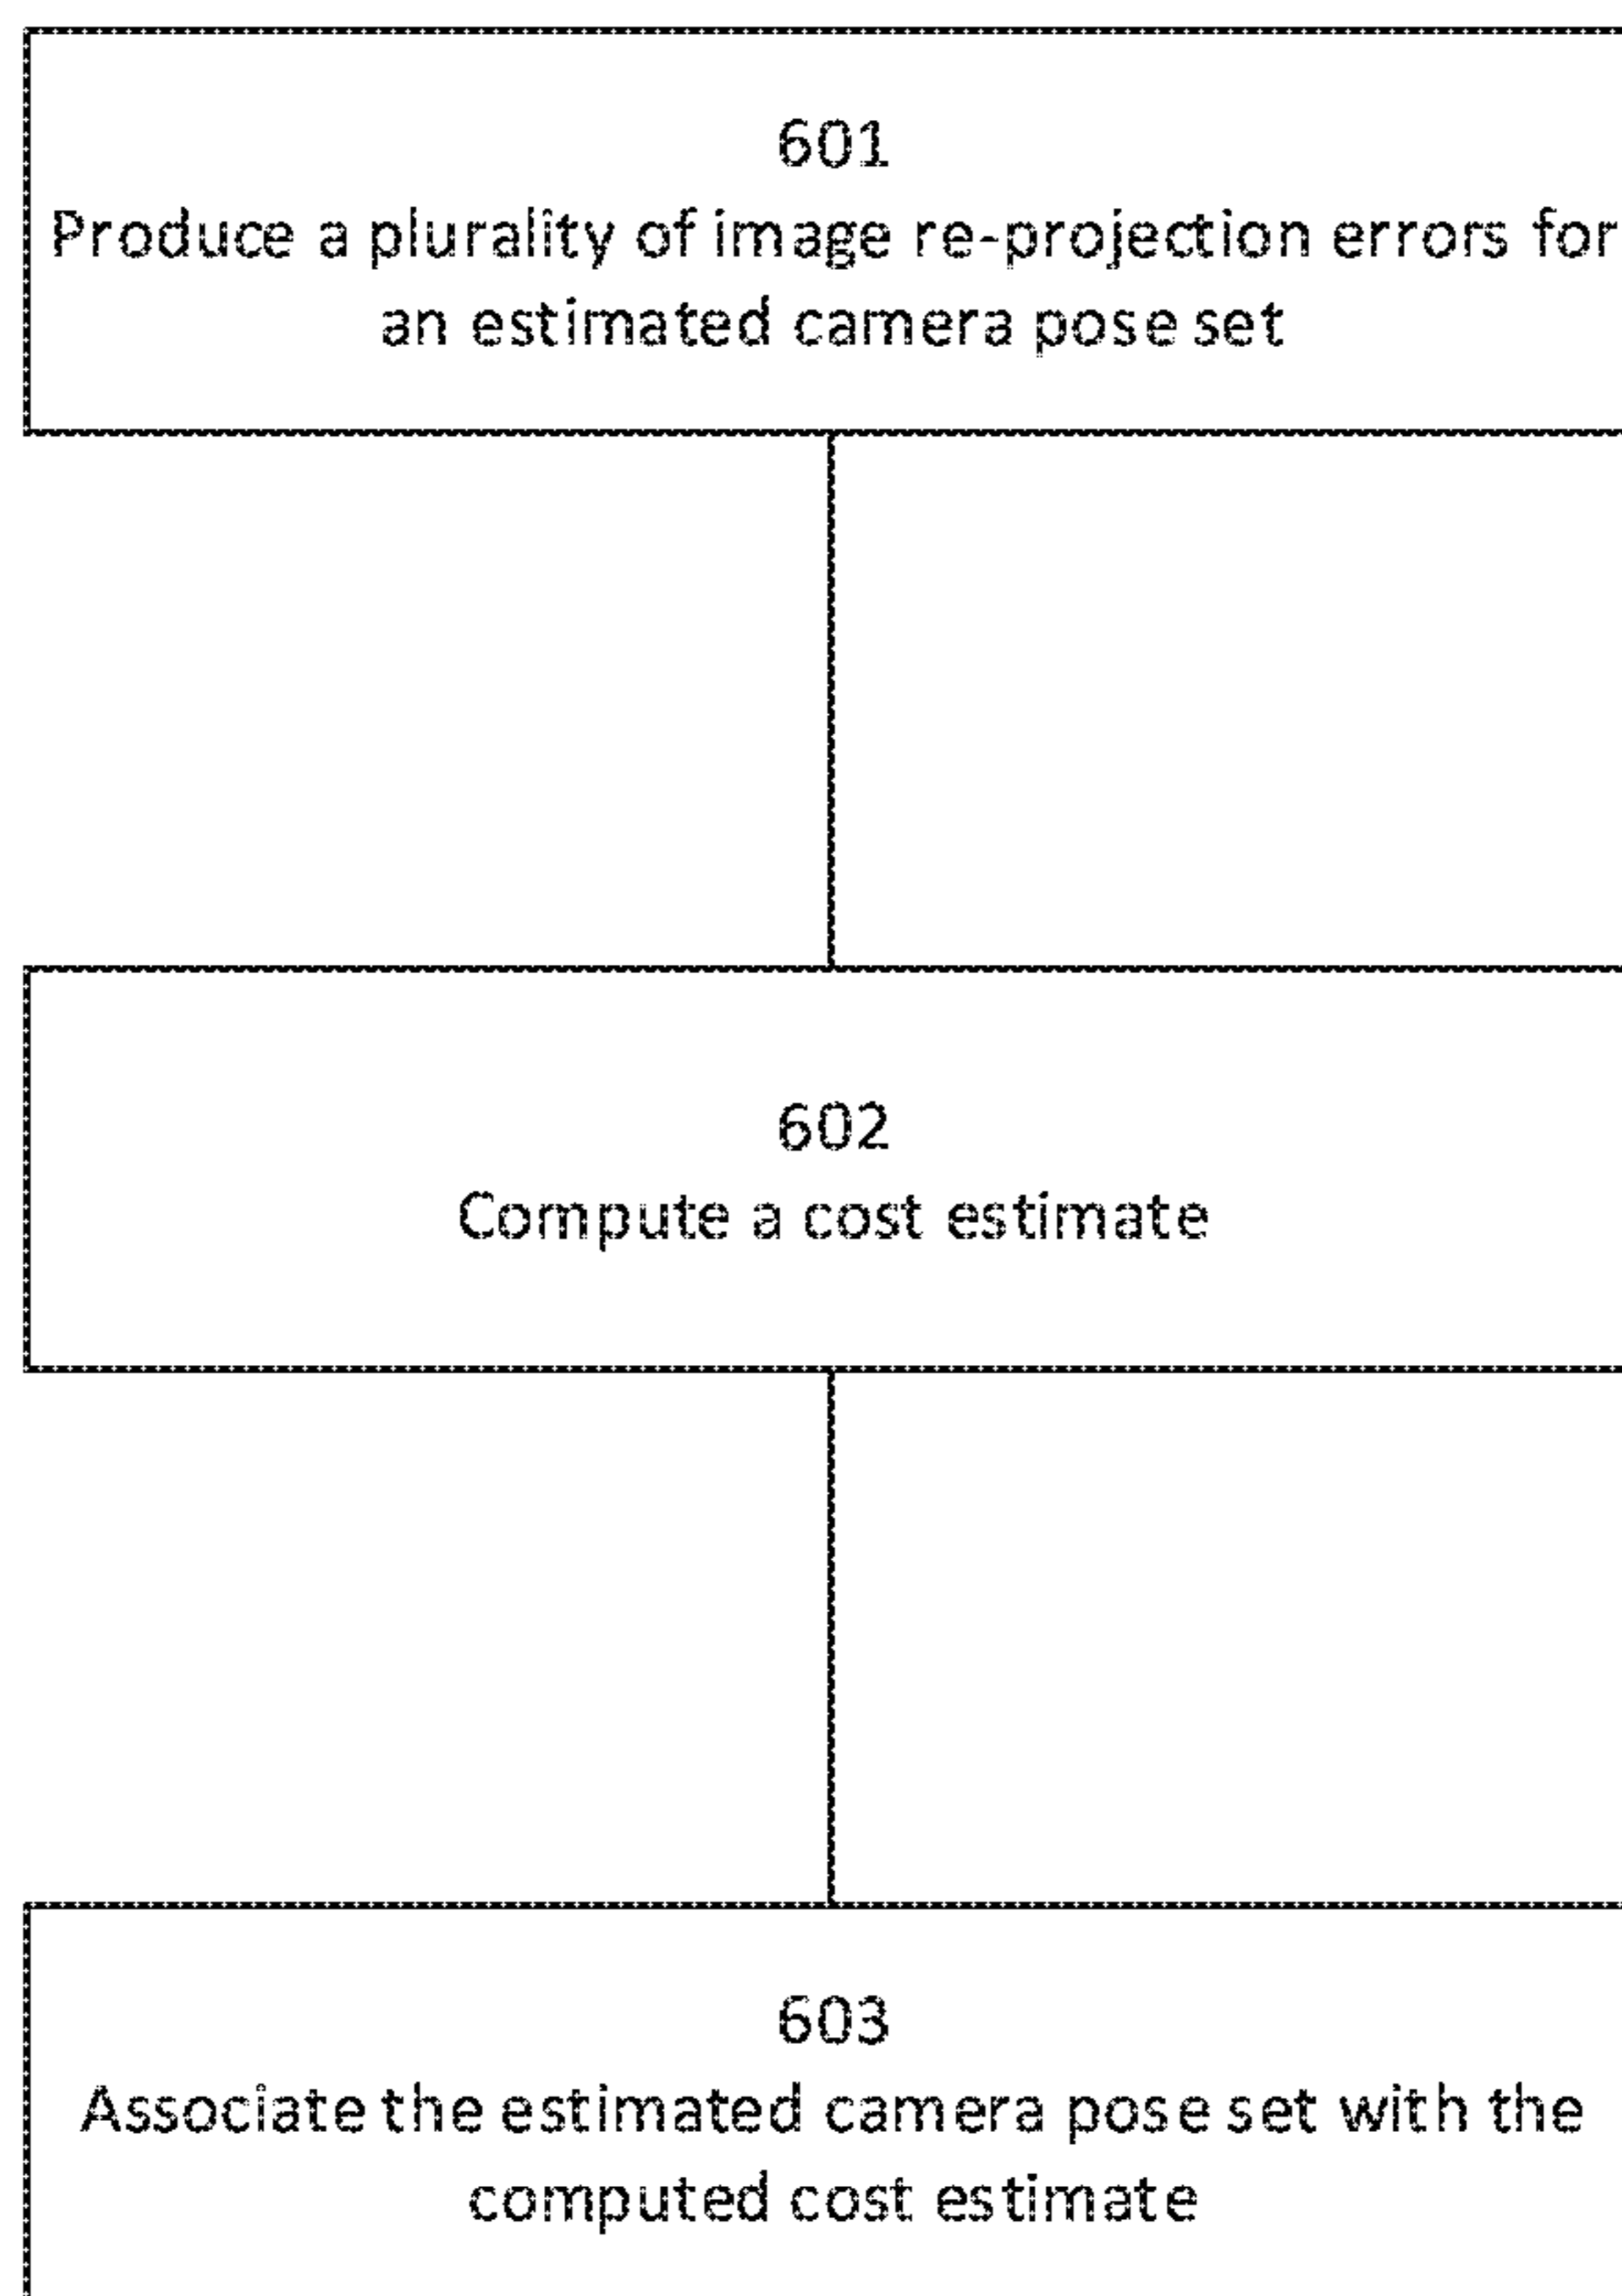 601
Produce a plurality of image re-projection errors for
an estimated camera pose set
602
Compute a cost estimate
603
Associate the estimated camera pose set with the
computed cost estimate